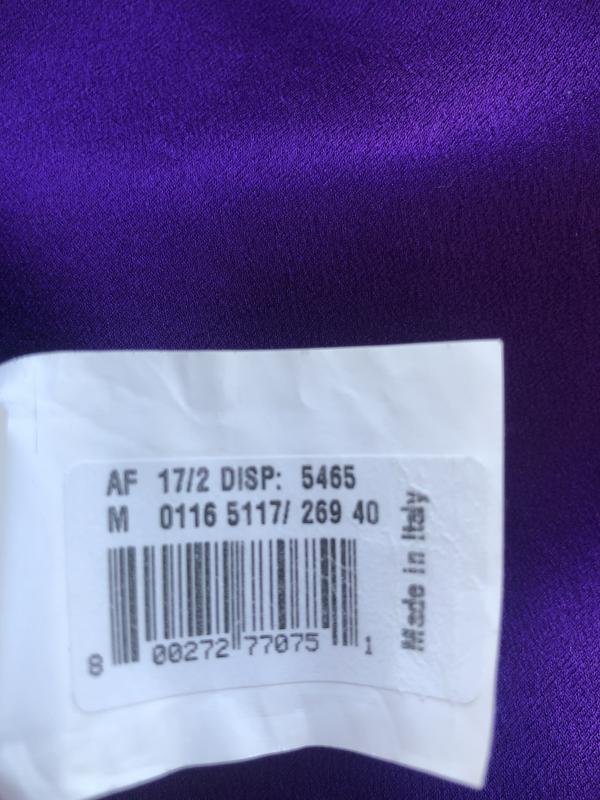 AF 17/2 DISP: 5465
M 0116 5117/ 269 40
8 00272 77075 1
Made in Italy